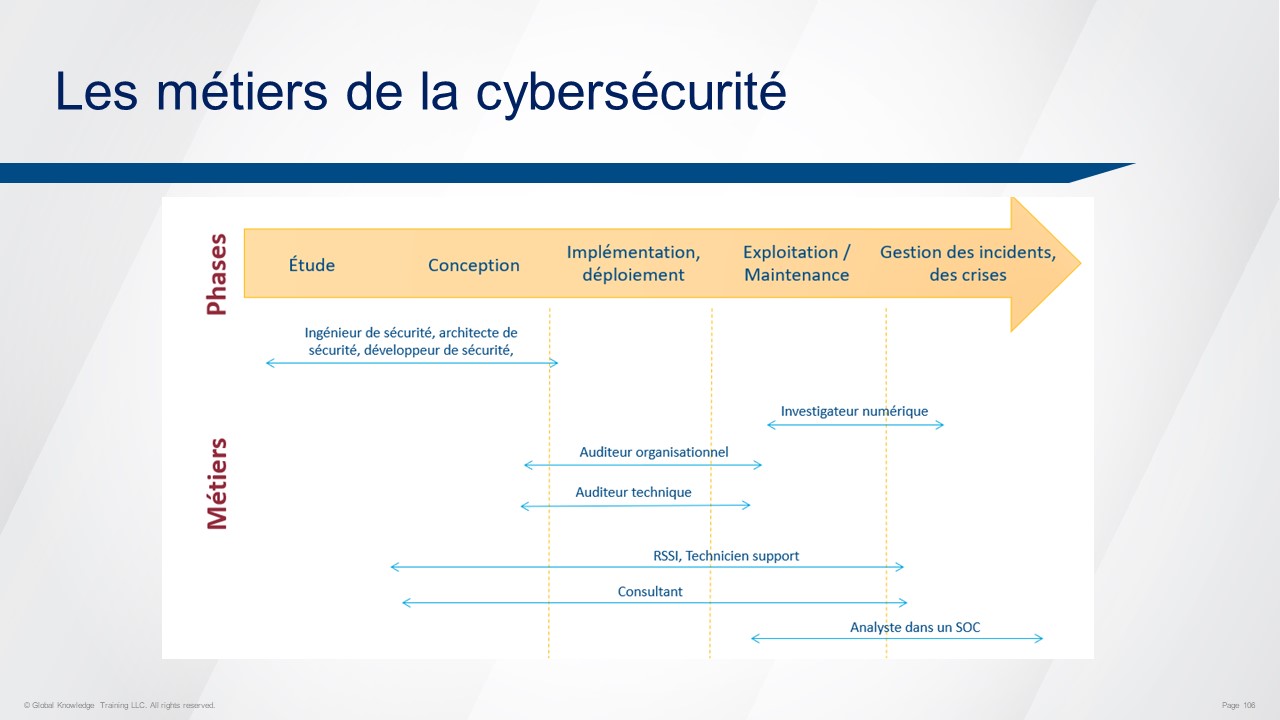 Les métiers de la cybersécurité
Phases
Étude
Conception
Implémentation,
déploiement
Exploitation /
Maintenance
Gestion des incidents,
des crises
Métiers
Ingénieur de sécurité, architecte de
sécurité, développeur de sécurité,
Investigateur numérique
Auditeur organisationnel
Auditeur technique
RSSI, Technicien support
Consultant
Analyste dans un SOC
© Global Knowledge Training LLC. All rights reserved.
Page 106